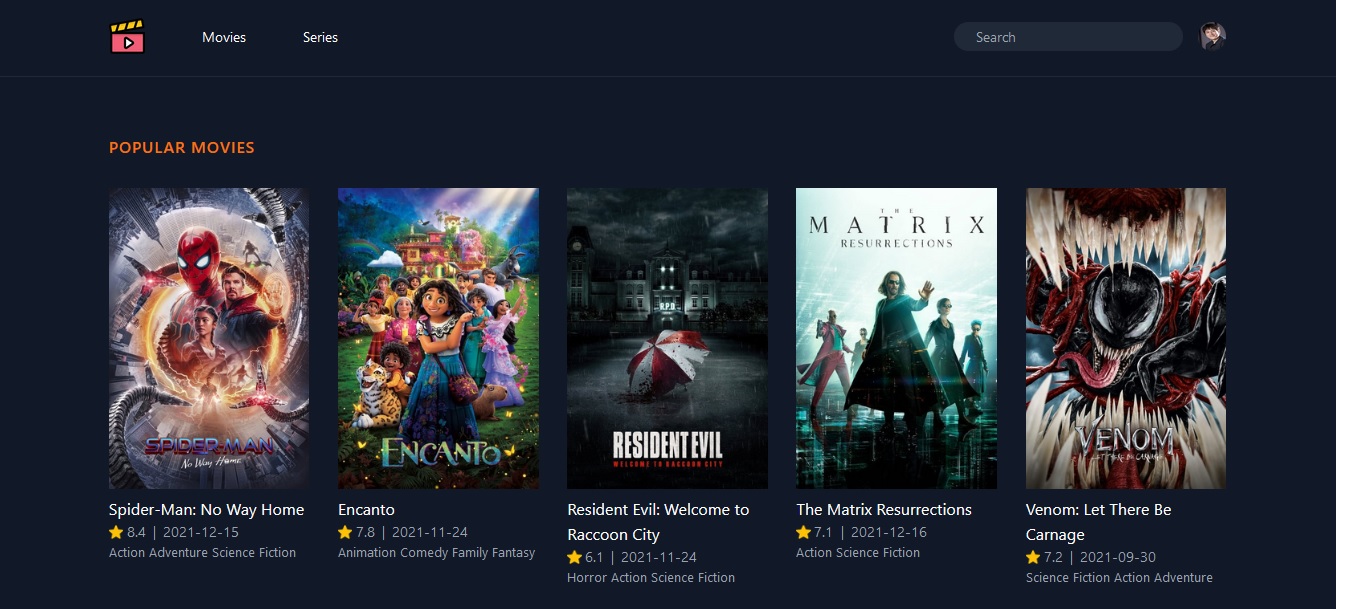 Movies
Series
Search
POPULAR MOVIES
SPIDER-MAN
No Way Home
ENCANTO
R.P.D.
RESIDENT EVIL
WELCOME TO RACCOON CITY
THE
MATRIX
RESURRECTIONS
VENOM
LET THERE BE CARNAGE
Spider-Man: No Way Home
8.4 | 2021-12-15
Action Adventure Science Fiction
Encanto
7.8 | 2021-11-24
Animation Comedy Family Fantasy
Resident Evil: Welcome to
Raccoon City
6.1 | 2021-11-24
Horror Action Science Fiction
The Matrix Resurrections
7.1 | 2021-12-16
Action Science Fiction
Venom: Let There Be
Carnage
7.2 | 2021-09-30
Science Fiction Action Adventure